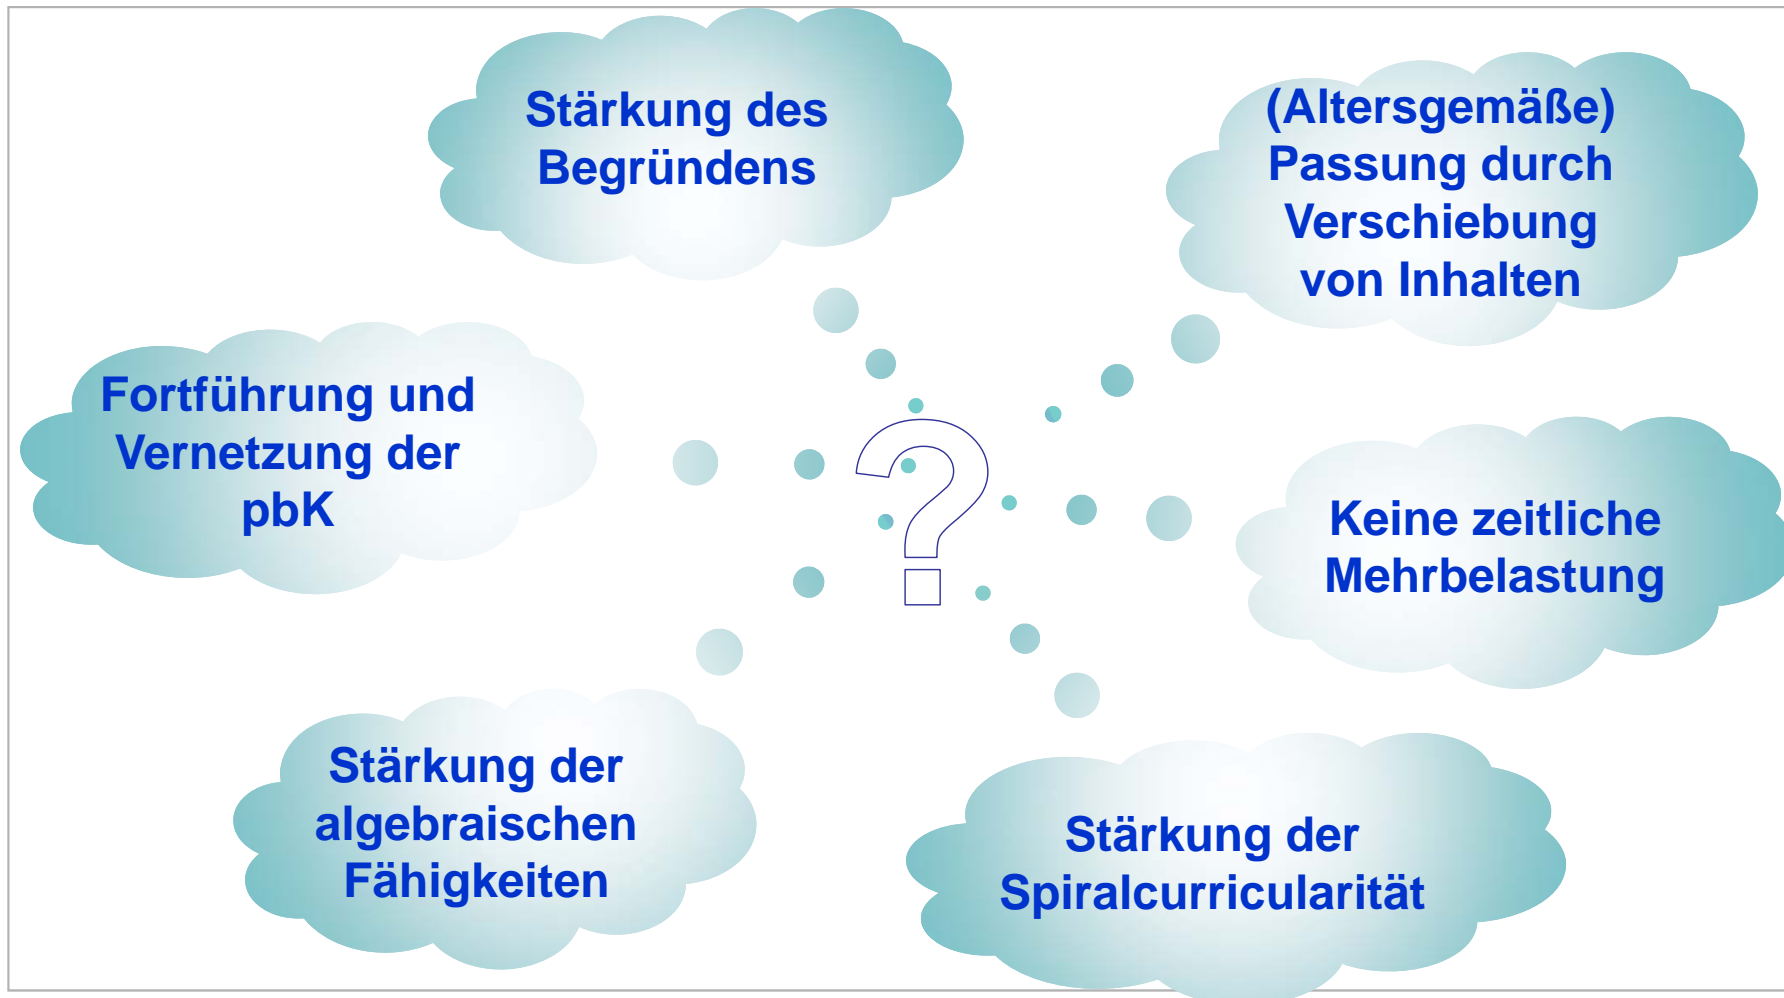 Stärkung des
Begründens
(Altersgemäße)
Passung durch
Verschiebung
von Inhalten
Fortführung und
Vernetzung der
pbK
?
Keine zeitliche
Mehrbelastung
Stärkung der
algebraischen
Fähigkeiten
Stärkung der
Spiralcurricularität